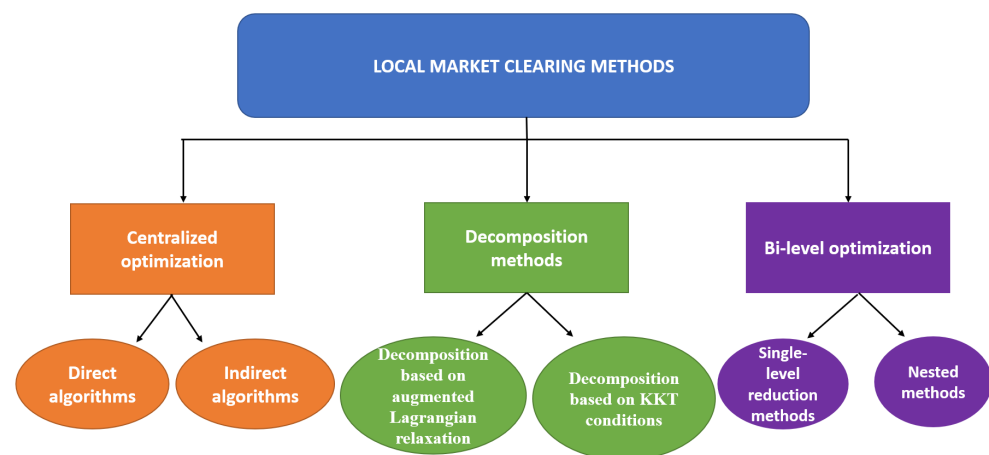 LOCAL MARKET CLEARING METHODS
Centralized
optimization
Decomposition
methods
Bi-level optimization
Direct
algorithms
Indirect
algorithms
Decomposition
based on
augmented
Lagrangian
relaxation
Decomposition
based on KKT
conditions
Single-
level
reduction
methods
Nested
methods